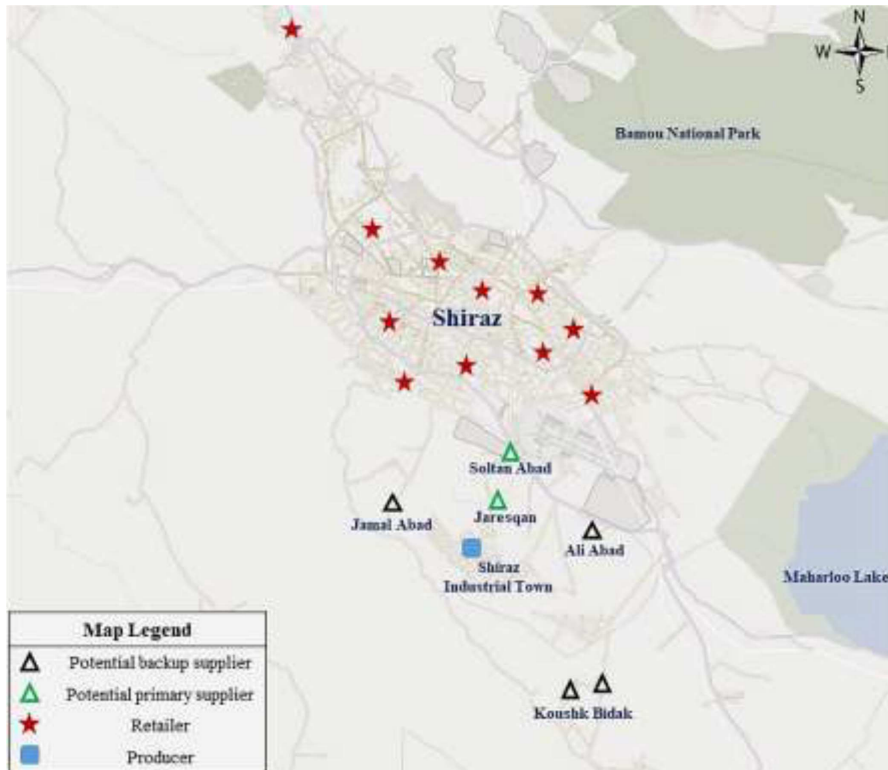 N
W
S
Bamou National Park
Shiraz
Soltan Abad
Jamal Abad
Jaresqan
Ali Abad
Shiraz
Industrial Town
Maharloo Lake
Map Legend
Potential backup supplier
Potential primary supplier
Retailer
Producer
Koushk Bidak